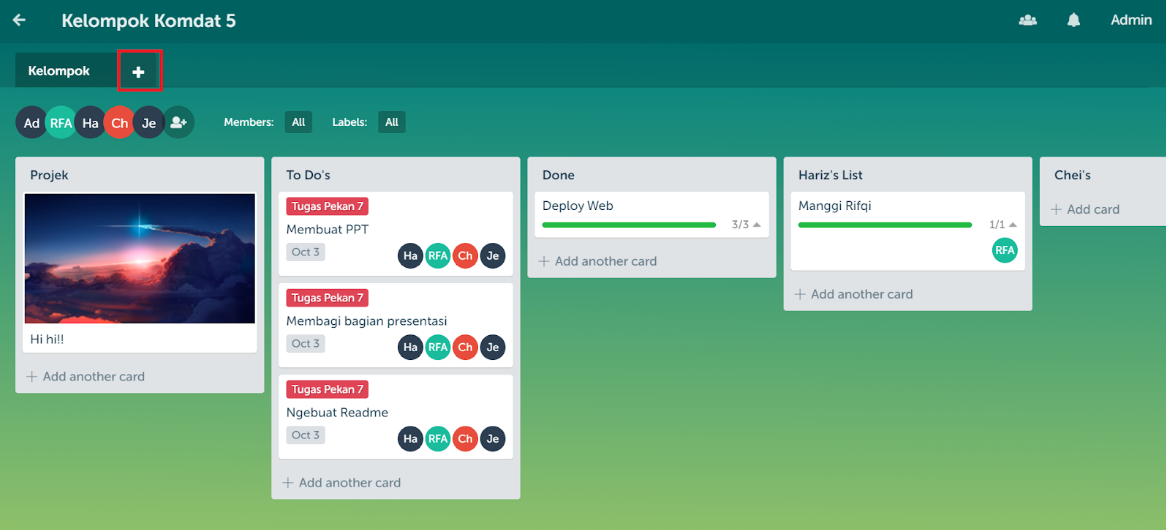 Kelompok Komdat 5
Admin
Kelompok
Ad RFA Ha Ch Je Members: All Labels: All
Projek
Hi hi!!
Add another card
To Do's
Tugas Pekan 7
Membuat PPT
Oct 3
Ha RFA Ch Je
Tugas Pekan 7
Membagi bagian presentasi
Oct 3
Ha RFA Ch Je
Tugas Pekan 7
Ngebuat Readme
Oct 3
Ha RFA Ch Je
Add another card
Done
Deploy Web
3/3
Add another card
Hariz's List
Manggi Rifqi
1/1
RFA
Add another card
Chei's
Add card